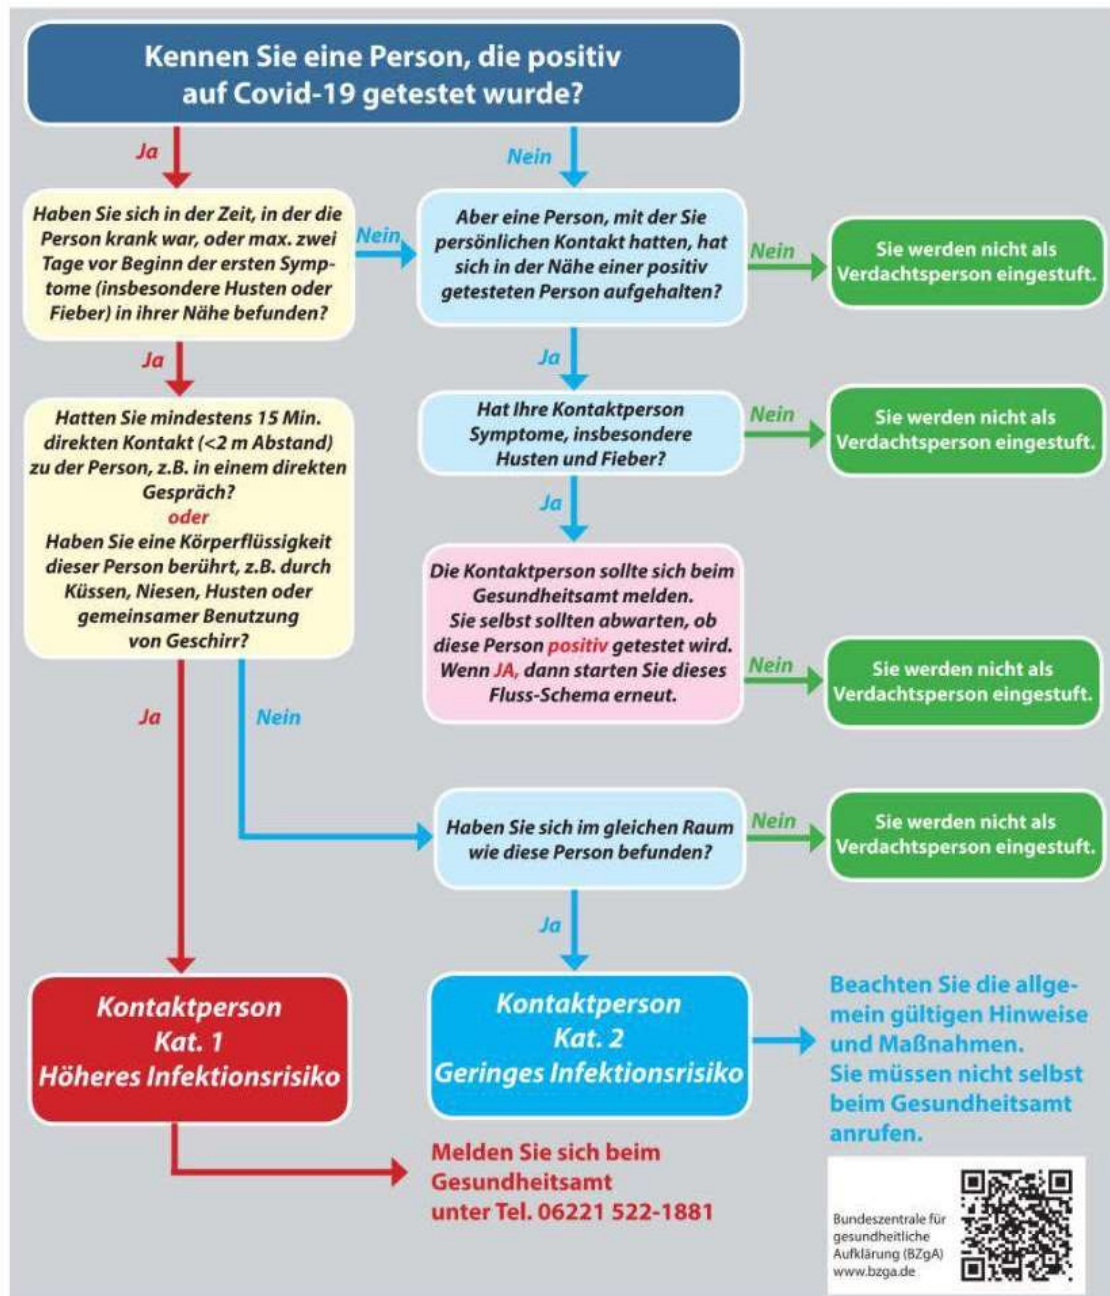 Kennen Sie eine Person, die positiv
auf Covid-19 getestet wurde?
Ja
Nein
Haben Sie sich in der Zeit, in der die
Person krank war, oder max. zwei
Tage vor Beginn der ersten Symp-
tome (insbesondere Husten oder
Fieber) in ihrer Nähe befunden?
Nein
Aber eine Person, mit der Sie
persönlichen Kontakt hatten, hat
sich in der Nähe einer positiv
getesteten Person aufgehalten?
Nein
Sie werden nicht als
Verdachtsperson eingestuft.
Ja
Ja
Hatten Sie mindestens 15 Min.
direkten Kontakt (<2 m Abstand)
zu der Person, z.B. in einem direkten
Gespräch?
oder
Haben Sie eine Körperflüssigkeit
dieser Person berührt, z.B. durch
Küssen, Niesen, Husten oder
gemeinsamer Benutzung
von Geschirr?
Hat Ihre Kontaktperson
Symptome, insbesondere
Husten und Fieber?
Nein
Sie werden nicht als
Verdachtsperson eingestuft.
Ja
Die Kontaktperson sollte sich beim
Gesundheitsamt melden.
Sie selbst sollten abwarten, ob
diese Person positiv getestet wird.
Wenn JA, dann starten Sie dieses
Fluss-Schema erneut.
Nein
Sie werden nicht als
Verdachtsperson eingestuft.
Ja
Nein
Haben Sie sich im gleichen Raum
wie diese Person befunden?
Nein
Sie werden nicht als
Verdachtsperson eingestuft.
Ja
Kontaktperson
Kat. 1
Höheres Infektionsrisiko
Kontaktperson
Kat. 2
Geringes Infektionsrisiko
Beachten Sie die allge-
mein gültigen Hinweise
und Maßnahmen.
Sie müssen nicht selbst
beim Gesundheitsamt
anrufen.
Melden Sie sich beim
Gesundheitsamt
unter Tel. 06221 522-1881
Bundeszentrale für
gesundheitliche
Aufklärung (BZgA)
www.bzga.de